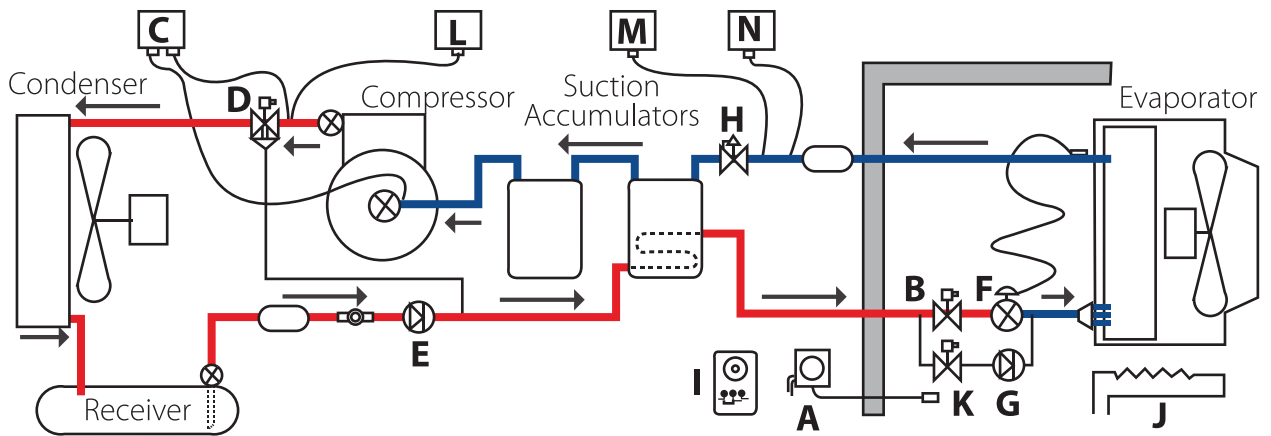 C
L
M
N
Condenser
D
Compressor
Suction
Accumulators
H
Evaporator
B
F
E
I
A
K
G
J
Receiver